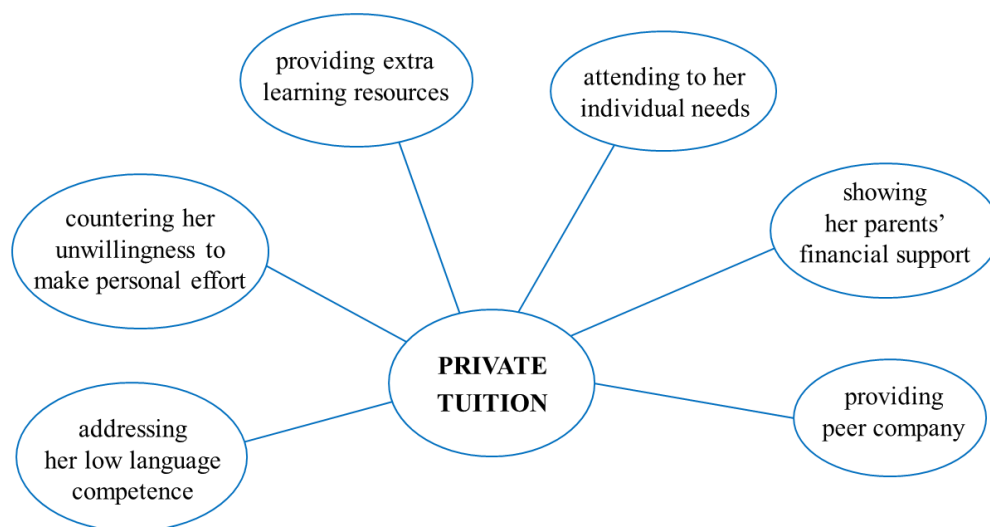 providing extra
learning resources
attending to her
individual needs
countering her
unwillingness to
make personal effort
showing
her parents’
financial support
PRIVATE
TUITION
addressing
her low language
competence
providing
peer company